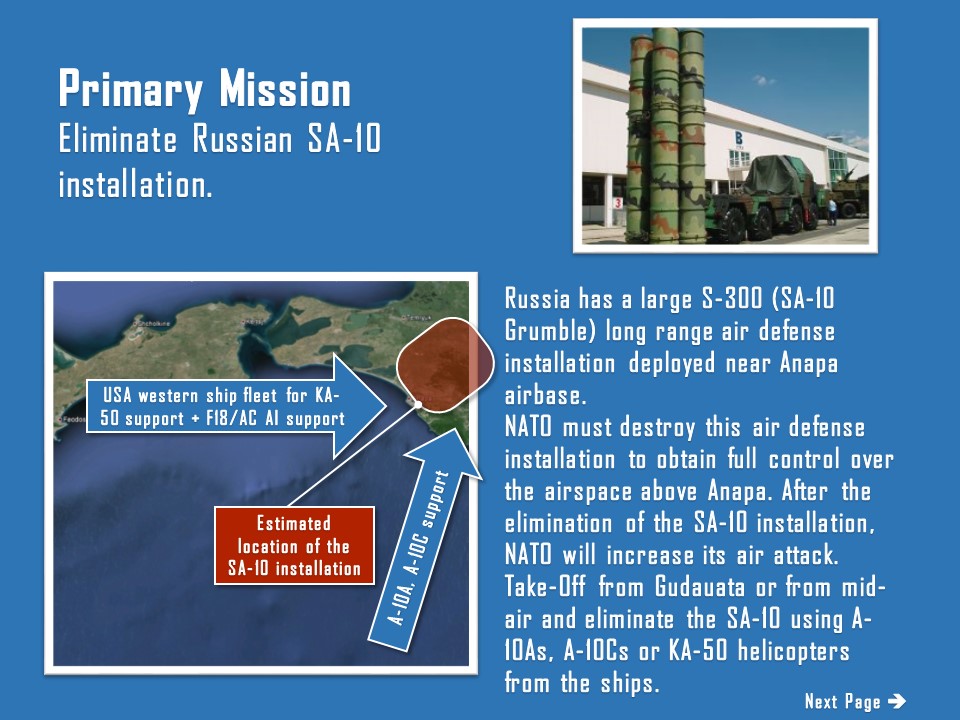 Primary Mission
Eliminate Russian SA-10
installation.
B
3
Temryuk
USA western ship fleet for KA-
50 support + F18/AC AI support
Estimated
location of the
SA-10 installation
A-10A, A-10C support
Russia has a large S-300 (SA-10
Grumble) long range air defense
installation deployed near Anapa
airbase.
NATO must destroy this air defense
installation to obtain full control over
the airspace above Anapa. After the
elimination of the SA-10 installation,
NATO will increase its air attack.
Take-Off from Gudauata or from mid-
air and eliminate the SA-10 using A-
10As, A-10Cs or KA-50 helicopters
from the ships.
Next Page →